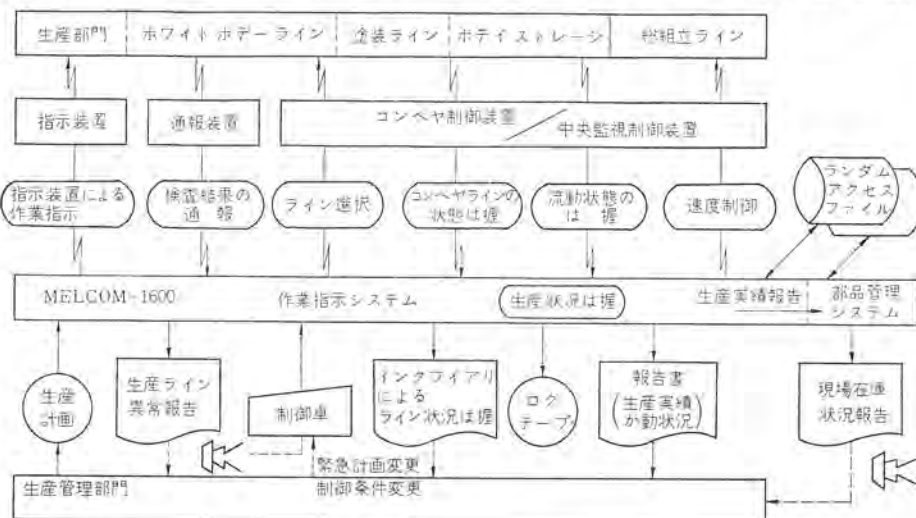 生産部門
ホワイトボデーライン
塗装ライン
ボデイストレージ
総組立ライン
指示装置
通報装置
コンベヤ制御装置
中央監視制御装置
指示装置による
作業指示
検査結果の
通報
ライン選択
コンベヤラインの
状態は握
流動状態の
は握
速度制御
ランダム
アクセス
ファイル
MELCOM-1600
作業指示システム
生産状況は握
生産実績報告
部品管理
システム
生産
計画
生産ライン
異常報告
制御卓
インクワイアリ
による
ライン状況は握
ログ
テープ
報告書
(生産実績
か動状況)
現場在庫
状況報告
緊急計画変更
生産管理部門
制御条件変更